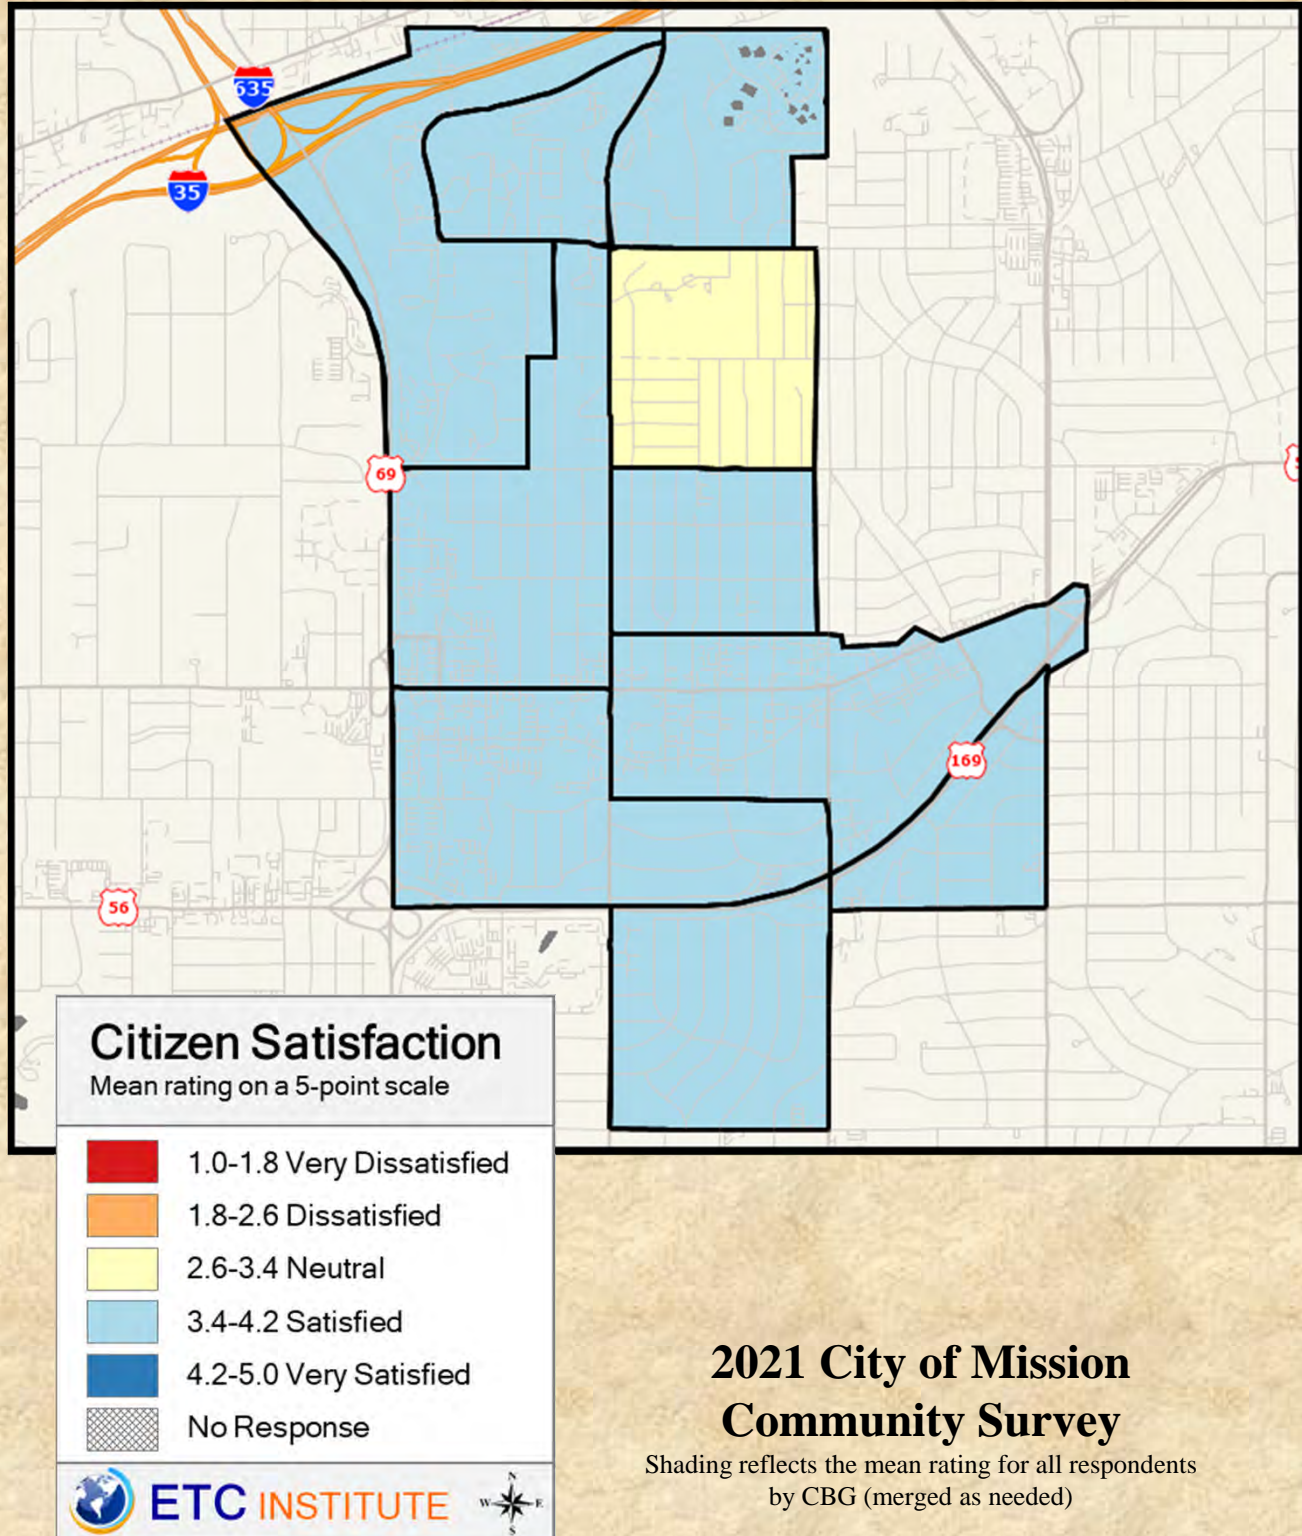 635
35
69
169
56
Citizen Satisfaction
Mean rating on a 5-point scale
1.0-1.8 Very Dissatisfied
1.8-2.6 Dissatisfied
2.6-3.4 Neutral
3.4-4.2 Satisfied
4.2-5.0 Very Satisfied
No Response
ETC INSTITUTE
N
W E
S
2021 City of Mission
Community Survey
Shading reflects the mean rating for all respondents
by CBG (merged as needed)